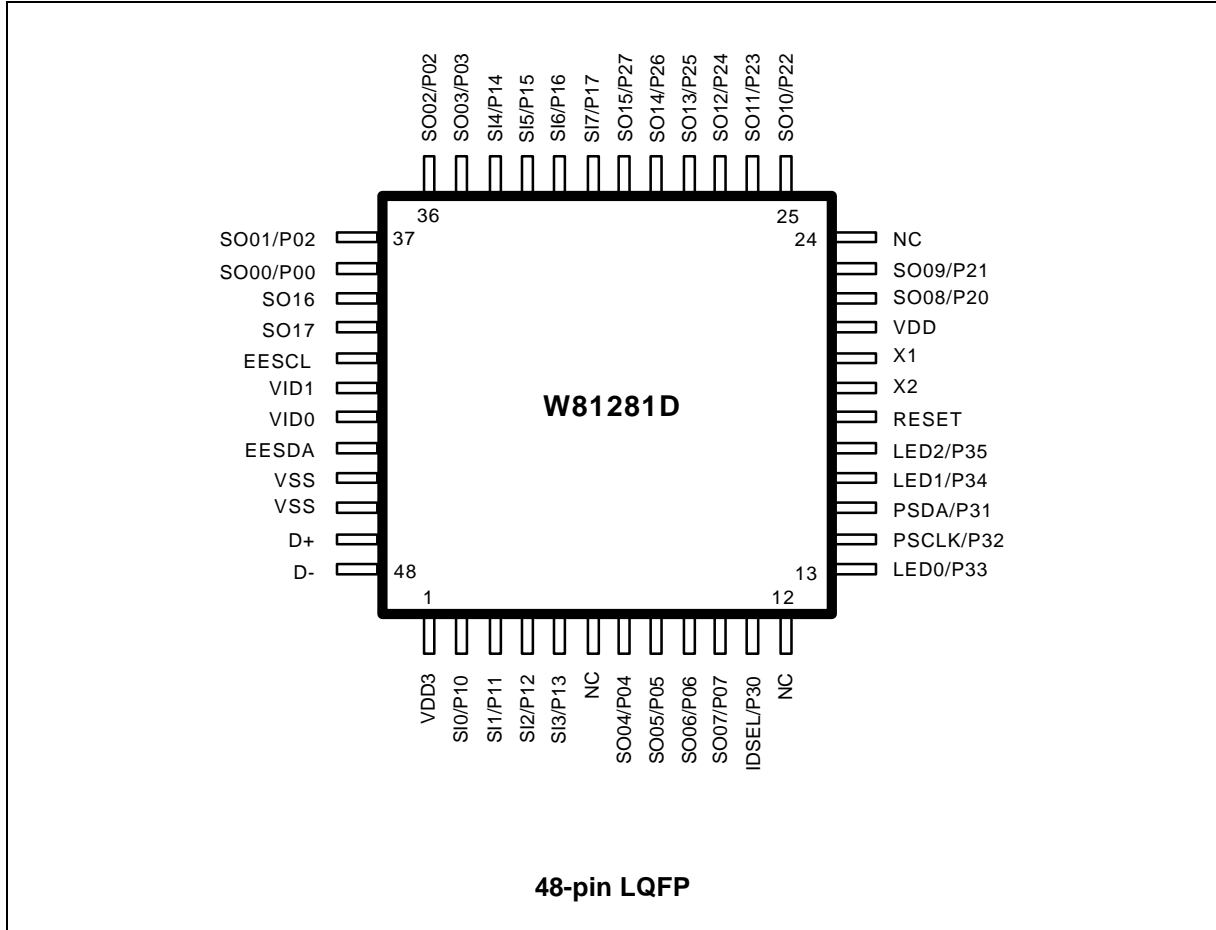 SO02/P02
SO03/P03
SI4/P14
SI5/P15
SI6/P16
SI7/P17
SO15/P27
SO14/P26
SO13/P25
SO12/P24
SO11/P23
SO10/P22
36
25
SO01/P02
37
24
NC
SO00/P00
SO09/P21
SO16
SO08/P20
SO17
VDD
EESCL
X1
VID1
X2
VID0
RESET
EESDA
LED2/P35
VSS
LED1/P34
VSS
PSDA/P31
D+
PSCLK/P32
D-
48
13
LED0/P33
1
12
VDD3
SI0/P10
SI1/P11
SI2/P12
SI3/P13
NC
SO04/P04
SO05/P05
SO06/P06
SO07/P07
IDSEL/P30
NC
W81281D
48-pin LQFP